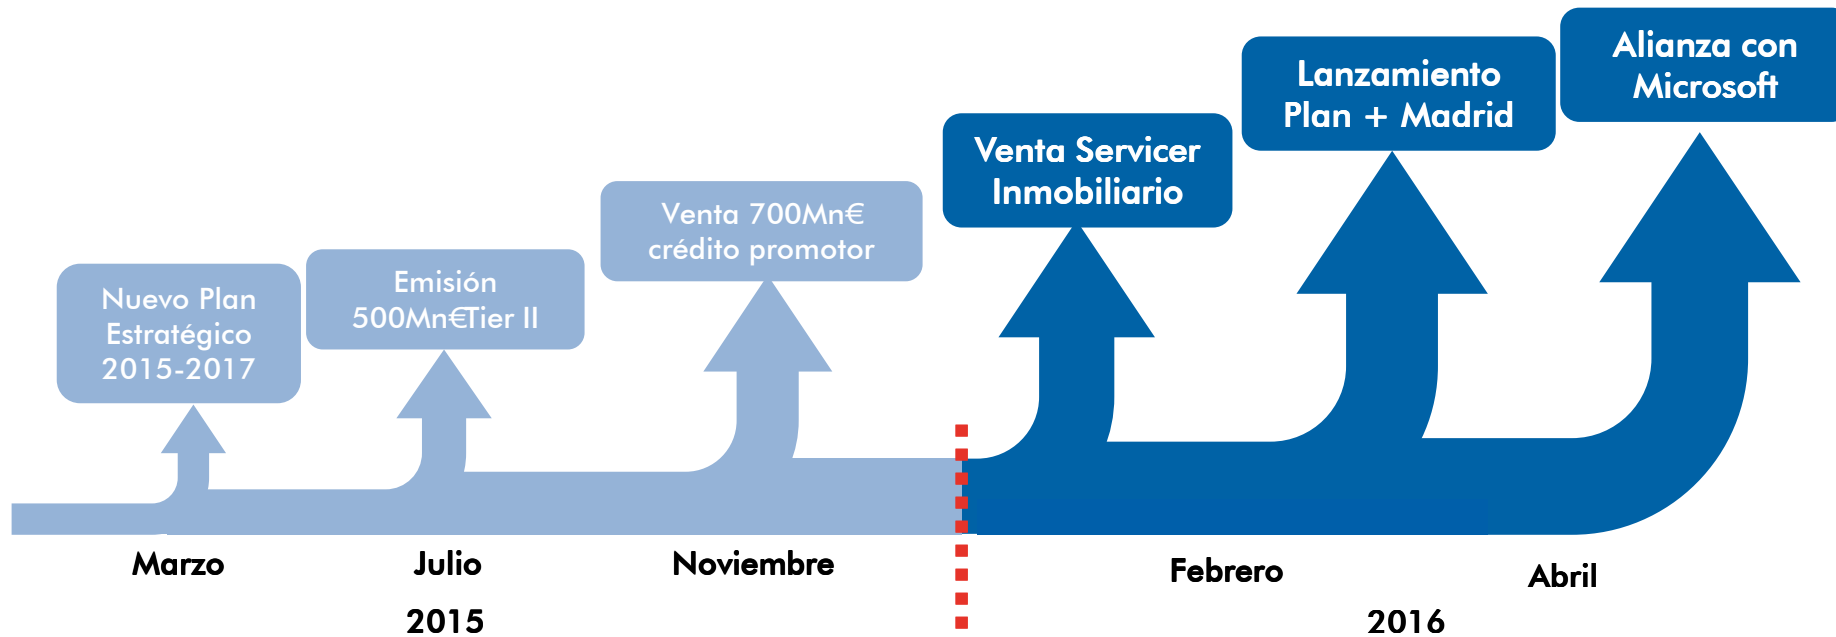 Nuevo Plan
Estratégico
2015-2017
Emisión
500Mn€Tier II
Venta 700Mn€
crédito promotor
Venta Servicer
Inmobiliario
Lanzamiento
Plan + Madrid
Alianza con
Microsoft
Marzo
Julio
Noviembre
Febrero
Abril
2015
2016